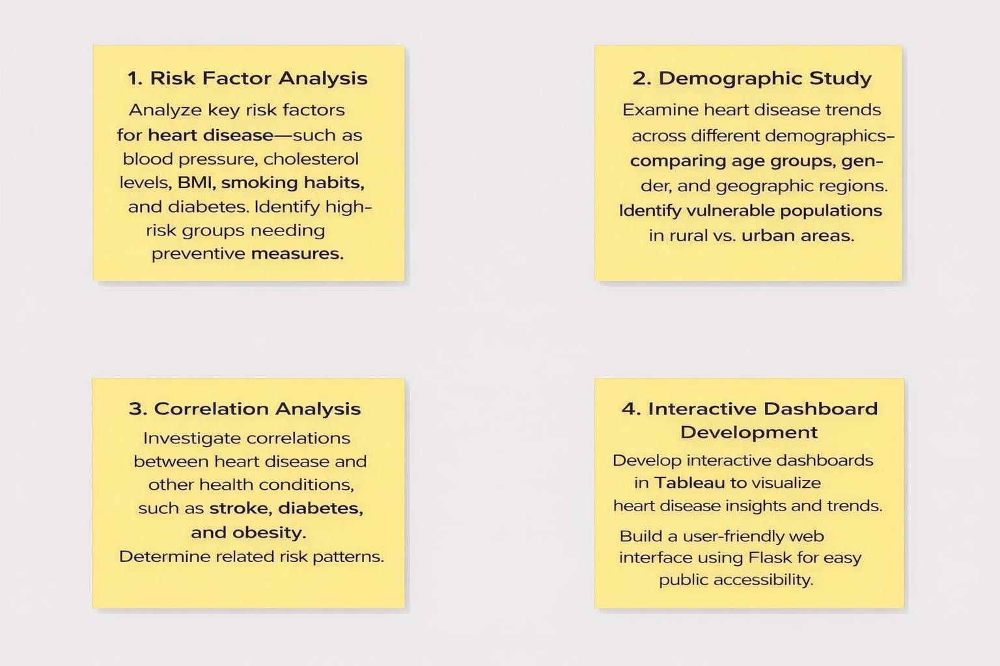 1. Risk Factor Analysis
Analyze key risk factors
for heart disease—such as
blood pressure, cholesterol
levels, BMI, smoking habits,
and diabetes. Identify high-
risk groups needing
preventive measures.
2. Demographic Study
Examine heart disease trends
across different demographics–
comparing age groups, gen-
der, and geographic regions.
Identify vulnerable populations
in rural vs. urban areas.
3. Correlation Analysis
Investigate correlations
between heart disease and
other health conditions,
such as stroke, diabetes,
and obesity.
Determine related risk patterns.
4. Interactive Dashboard
Development
Develop interactive dashboards
in Tableau to visualize
heart disease insights and trends.
Build a user-friendly web
interface using Flask for easy
public accessibility.